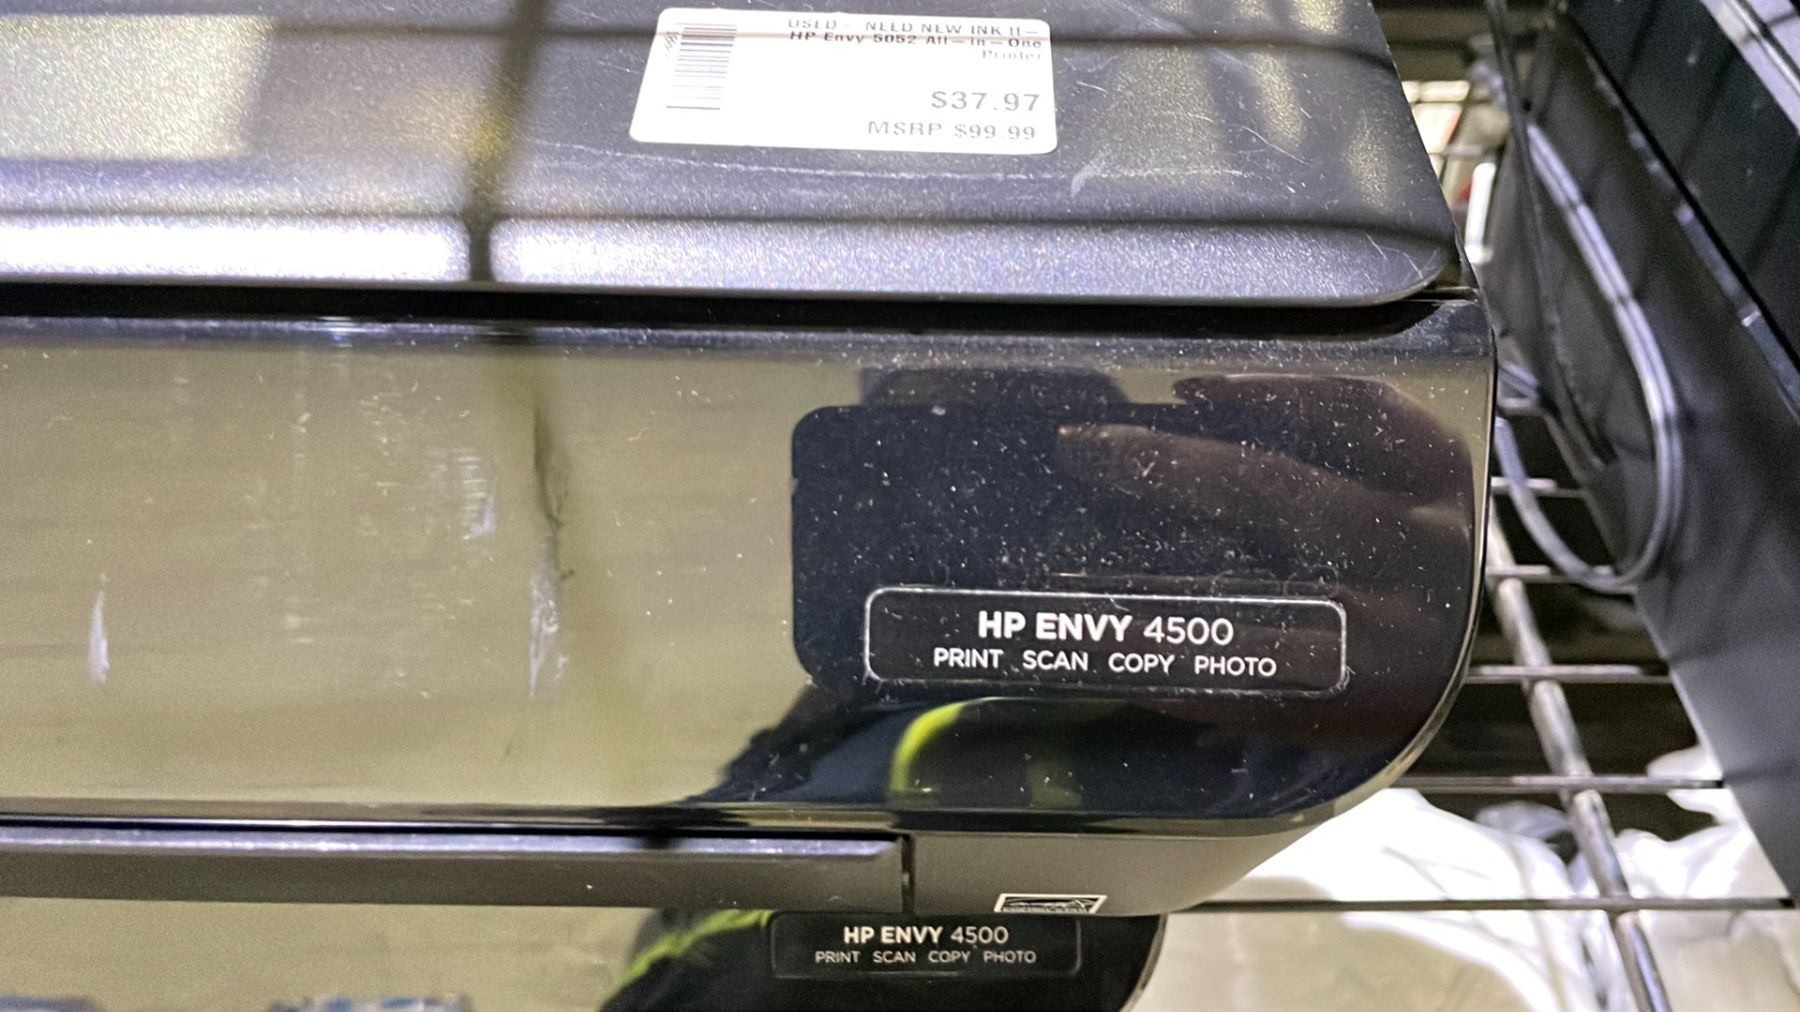 USED - NEED NEW INK !! -
HP Envy 5052 All-in-One
Printer
$37.97
MSRP $99.99
HP ENVY 4500
PRINT SCAN COPY PHOTO
HP ENVY 4500
PRINT SCAN COPY PHOTO